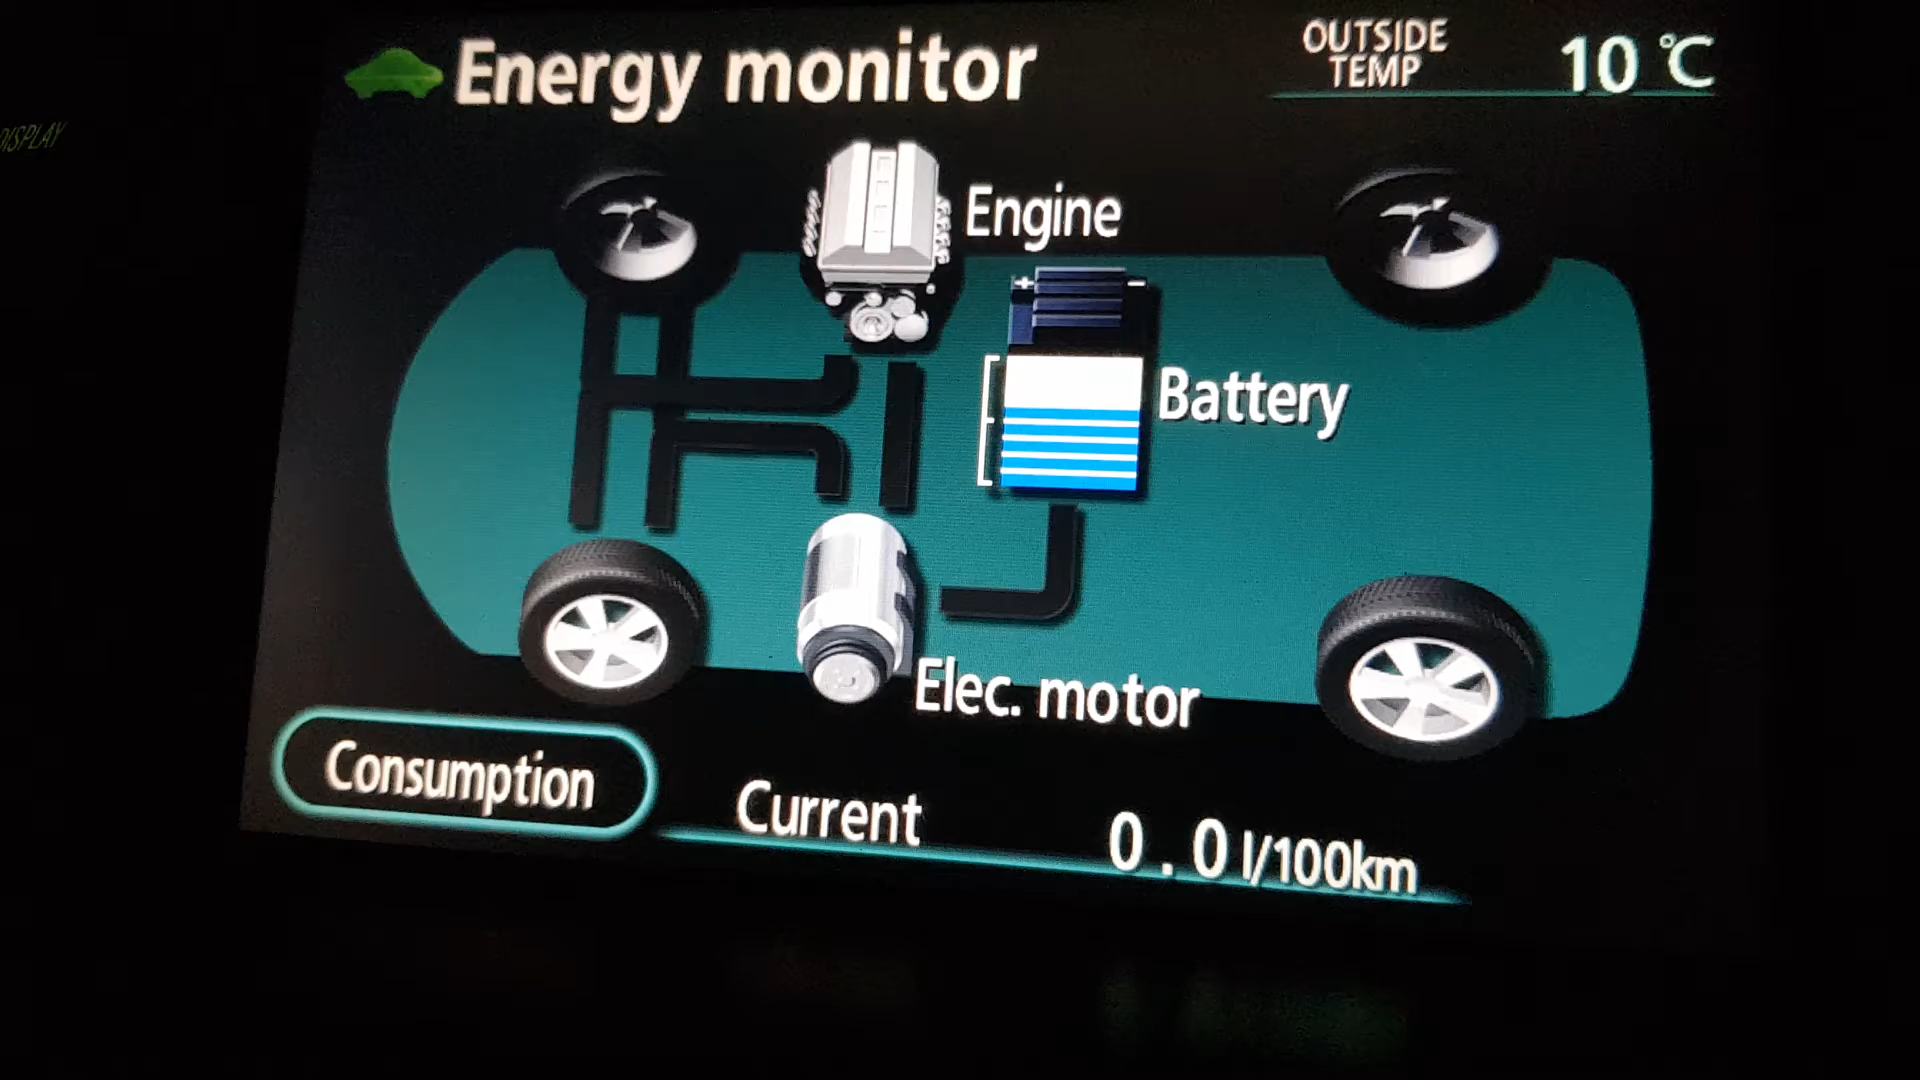 Energy monitor
OUTSIDE
TEMP
10 °C
DISPLAY
Engine
Battery
Elec. motor
Consumption
Current
0.0 l/100km